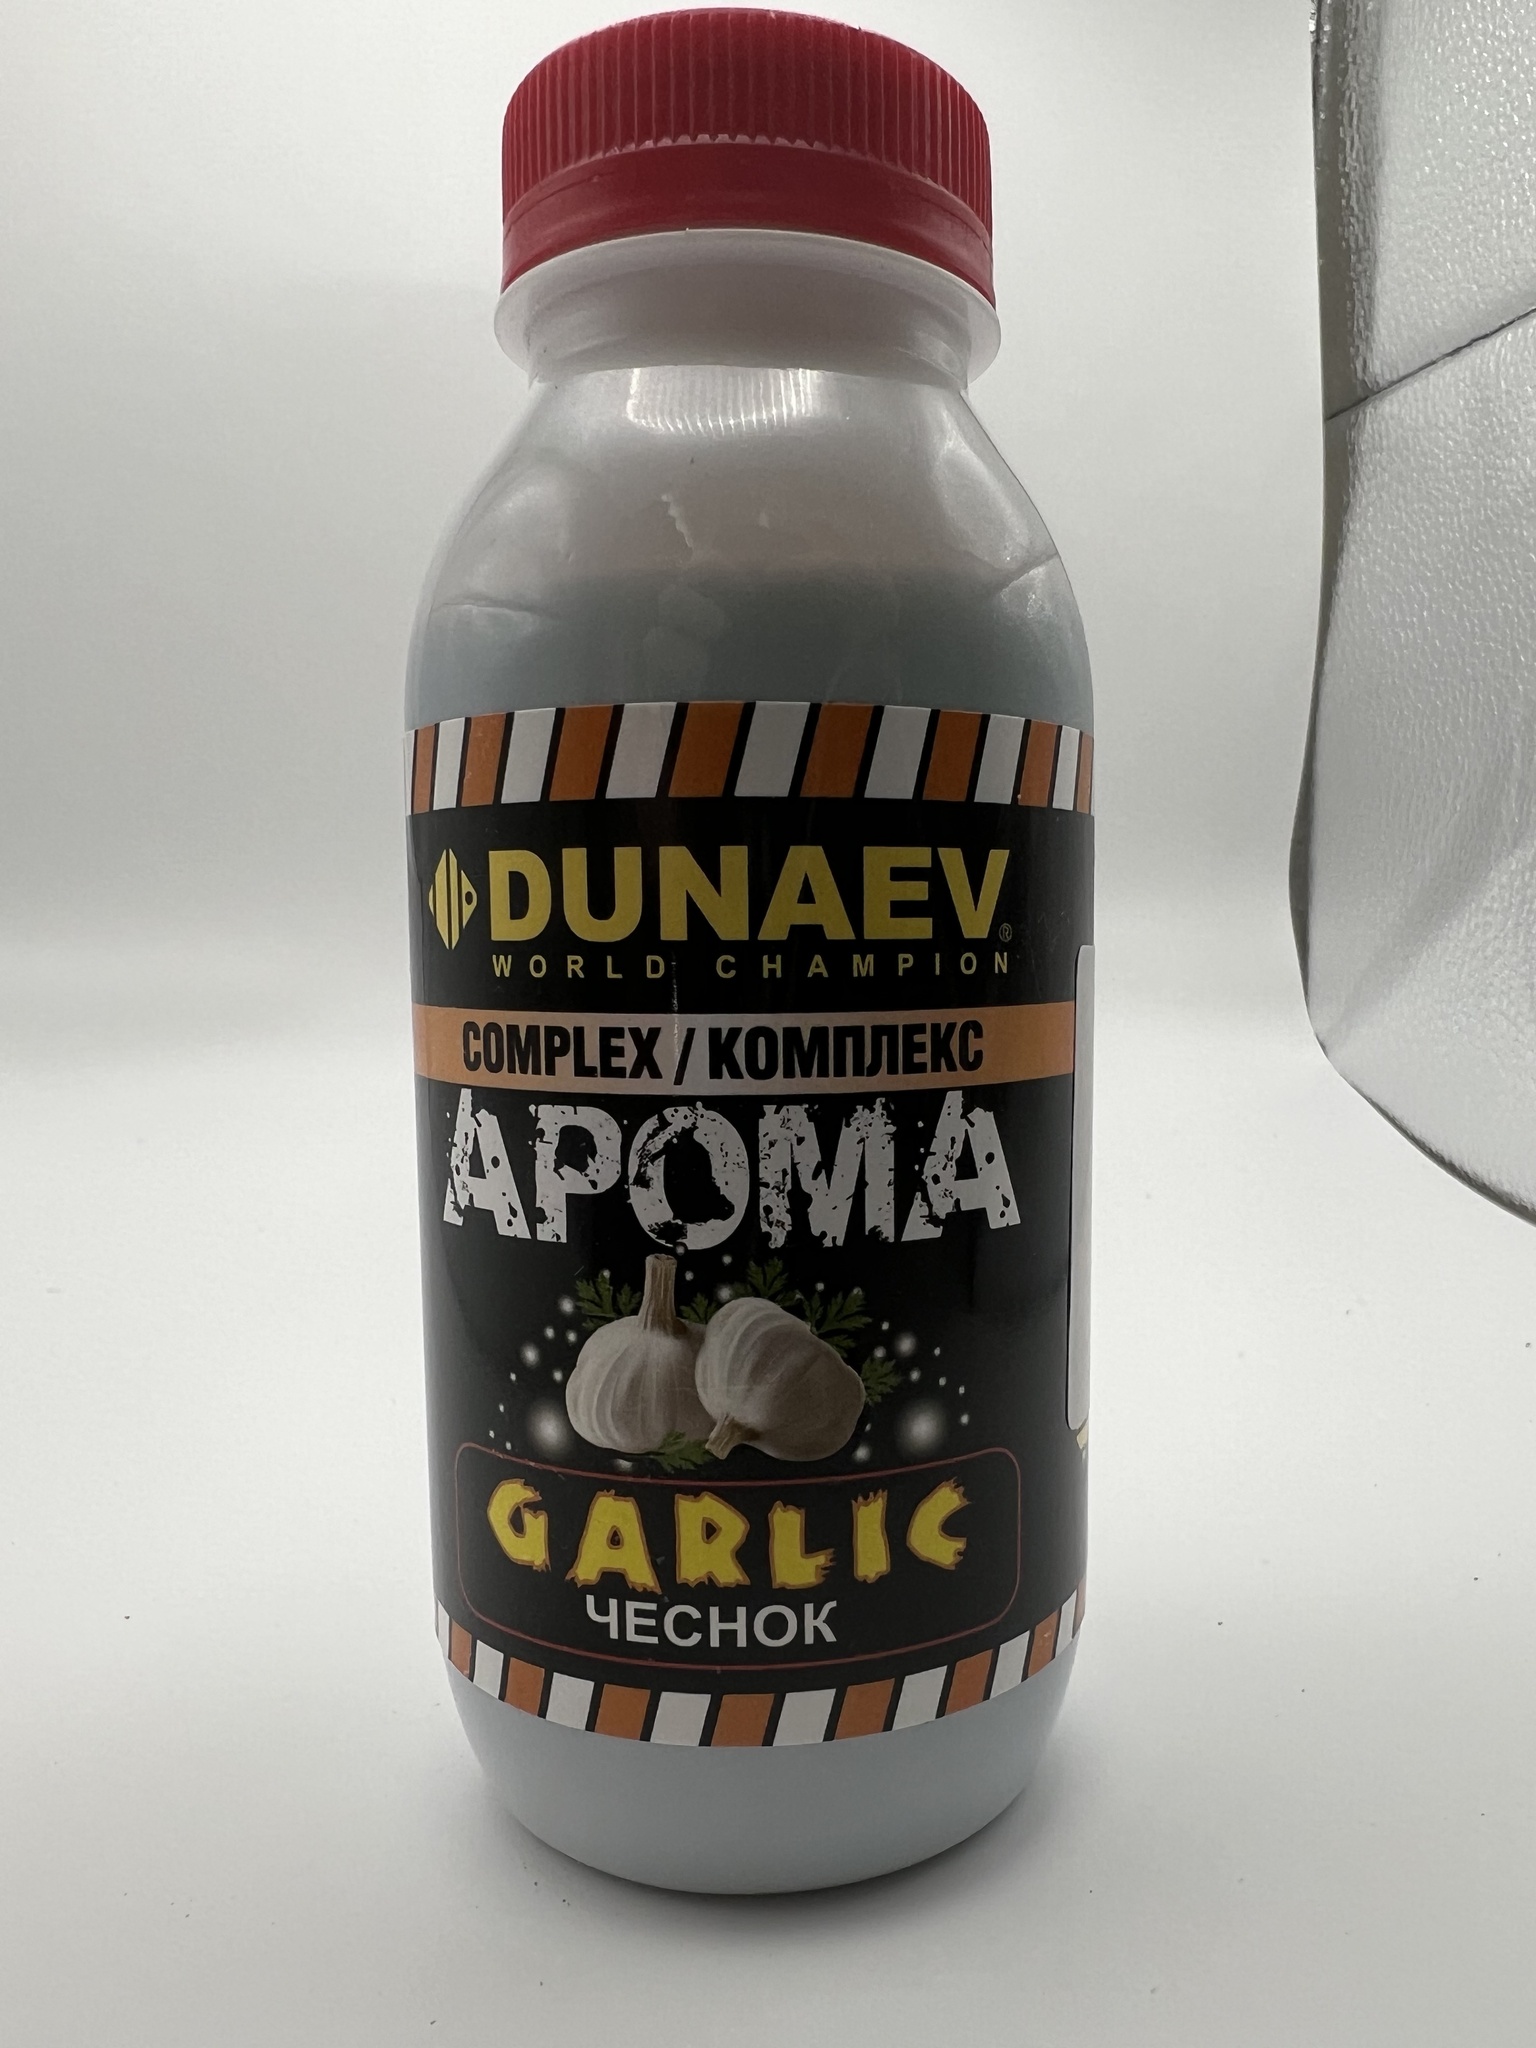 DUNAEV®
WORLD CHAMPION
COMPLEX / КОМПЛЕКС
АРОМА
GARLIC
ЧЕСНОК